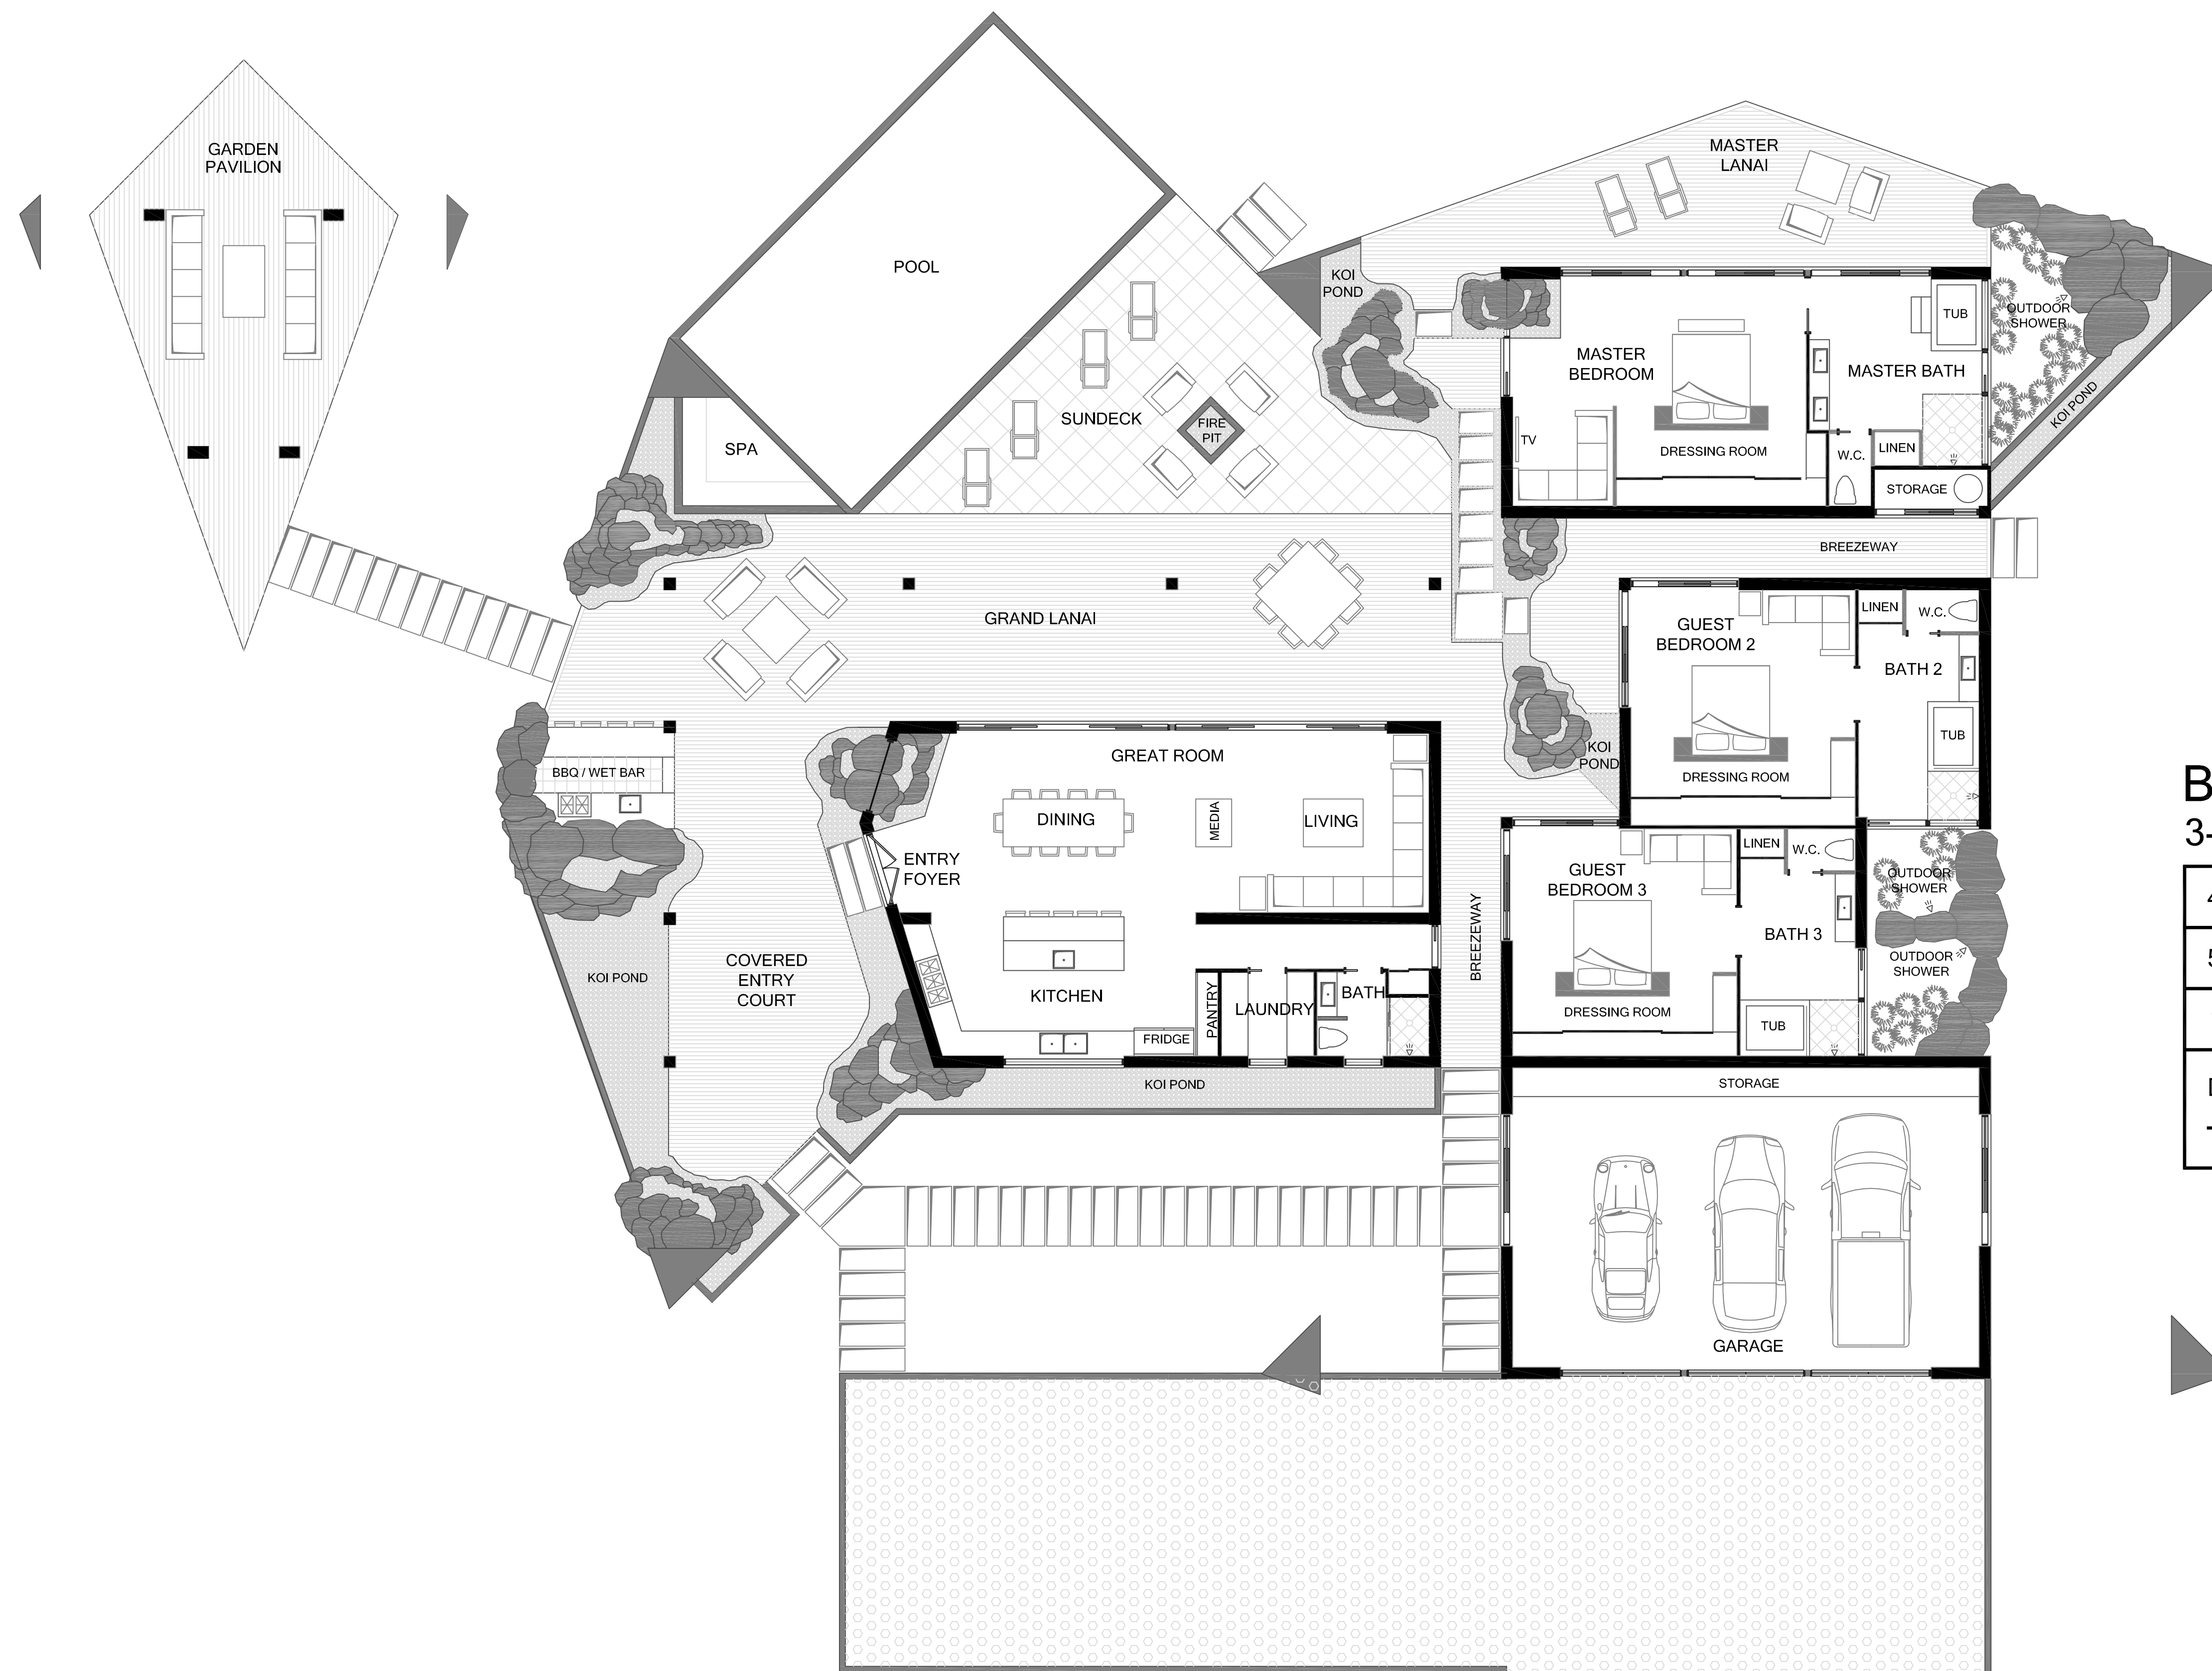 GARDEN
PAVILION
POOL
MASTER
LANAI
KOI
POND
OUTDOOR
SHOWER
TUB
MASTER
BEDROOM
MASTER BATH
KOI POND
SUNDECK
FIRE
PIT
SPA
TV
DRESSING ROOM
W.C.
LINEN
STORAGE
BREEZEWAY
GRAND LANAI
GUEST
BEDROOM 2
LINEN
W.C.
BATH 2
TUB
DRESSING ROOM
KOI
POND
GREAT ROOM
BBQ / WET BAR
DINING
MEDIA
LIVING
ENTRY
FOYER
GUEST
BEDROOM 3
LINEN
W.C.
BATH 3
OUTDOOR
SHOWER
OUTDOOR
SHOWER
BREEZEWAY
COVERED
ENTRY
COURT
KOI POND
KITCHEN
PANTRY
LAUNDRY
BATH
FRIDGE
DRESSING ROOM
TUB
KOI POND
STORAGE
GARAGE
B
3-